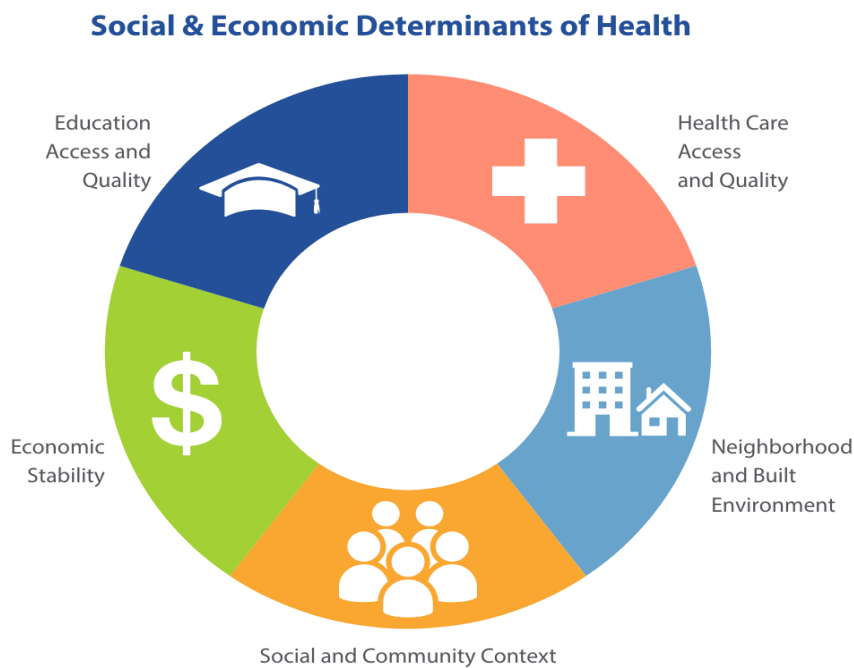 Social & Economic Determinants of Health
Education
Access and
Quality
Health Care
Access
and Quality
$
Economic
Stability
Neighborhood
and Built
Environment
Social and Community Context